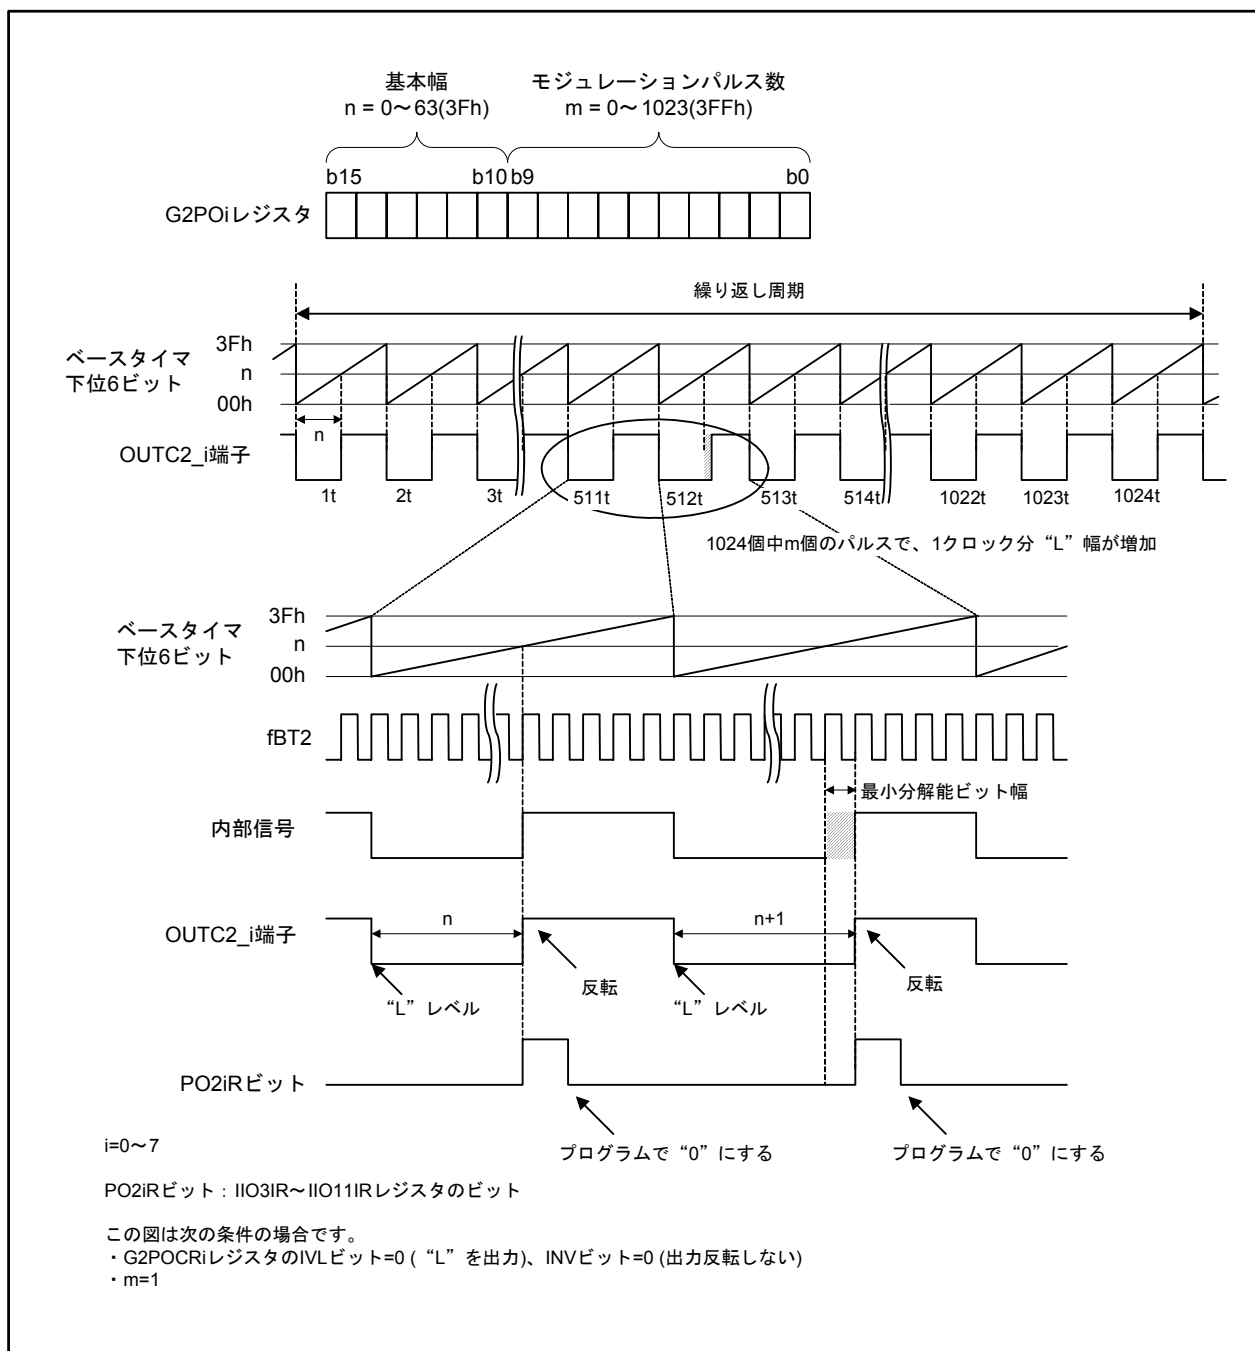 基本幅 モジュレーションパルス数
n = 0～63(3Fh) m = 0～1023(3FFh)
b15 b10 b9 b0
G2POiレジスタ
繰り返し周期
ベースタイマ
下位6ビット
3Fh
n
00h
n
OUTC2_i端子
1t 2t 3t 511t 512t 513t 514t 1022t 1023t 1024t
1024個中m個のパルスで、1クロック分“L”幅が増加
ベースタイマ
下位6ビット
3Fh
n
00h
fBT2
最小分解能ビット幅
内部信号
OUTC2_i端子
n n+1
“L”レベル 反転 “L”レベル 反転
PO2iRビット
プログラムで“0”にする プログラムで“0”にする
i=0～7
PO2iRビット：IIO3IR～IIO11IRレジスタのビット
この図は次の条件の場合です。
・G2POCRiレジスタのIVLビット=0 (“L”を出力)、INVビット=0 (出力反転しない)
・m=1